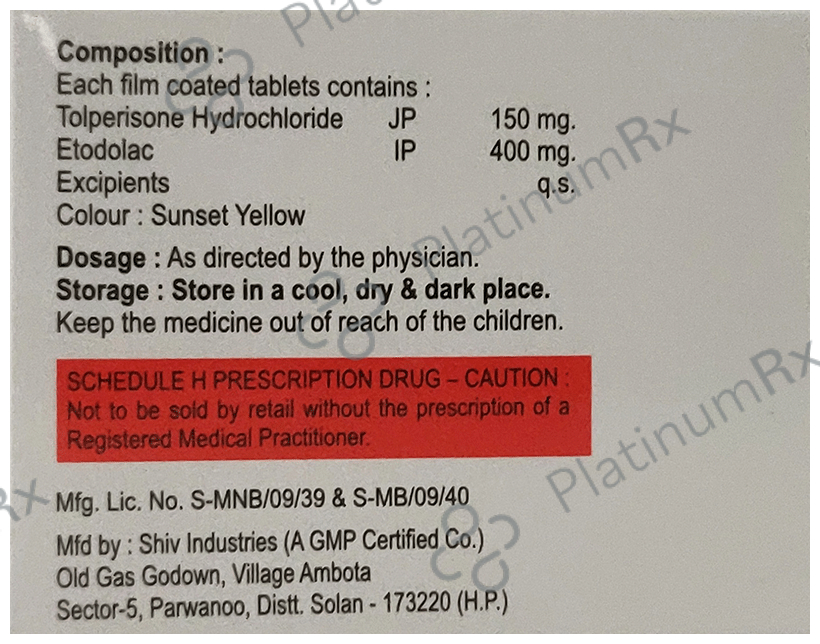 Composition :
Each film coated tablets contains :
Tolperisone Hydrochloride JP 150 mg.
Etodolac IP 400 mg.
Excipients q.s.
Colour : Sunset Yellow
Dosage : As directed by the physician.
Storage : Store in a cool, dry & dark place.
Keep the medicine out of reach of the children.
SCHEDULE H PRESCRIPTION DRUG – CAUTION :
Not to be sold by retail without the prescription of a
Registered Medical Practitioner.
Mfg. Lic. No. S-MNB/09/39 & S-MB/09/40
Mfd by : Shiv Industries (A GMP Certified Co.)
Old Gas Godown, Village Ambota
Sector-5, Parwanoo, Distt. Solan - 173220 (H.P.)
PlatinumRx
PlatinumRx